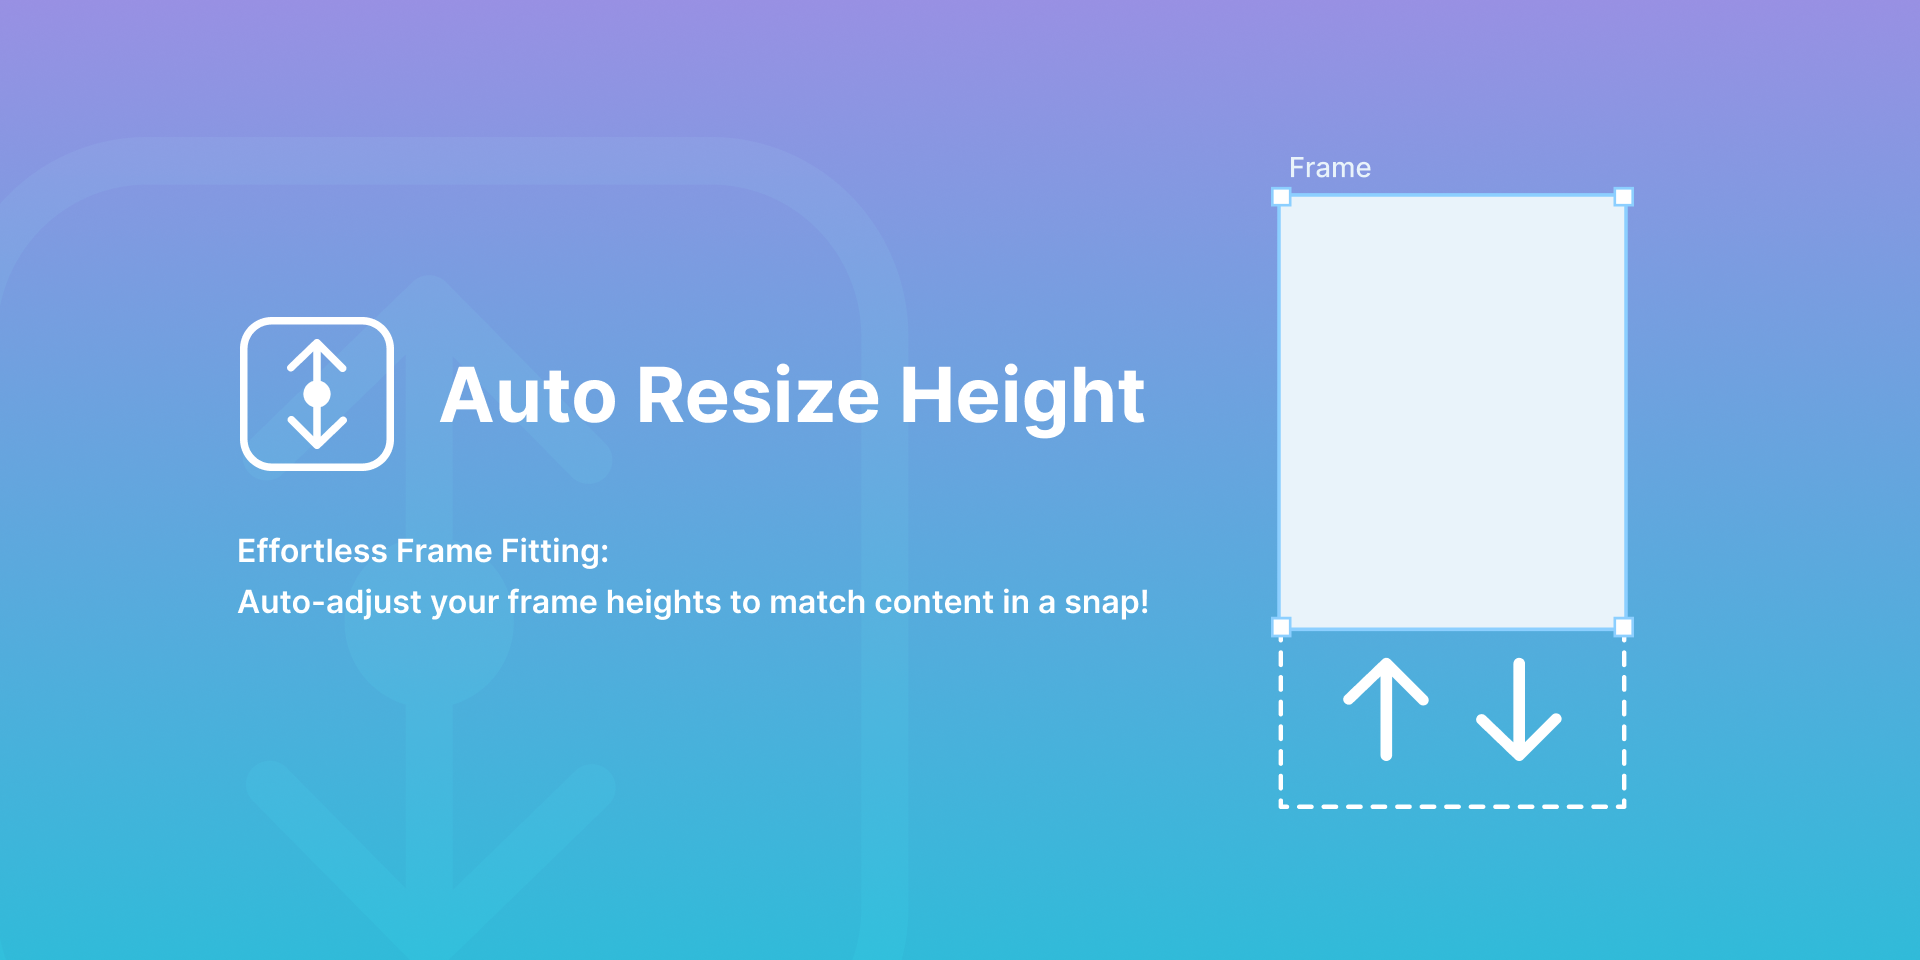 Frame
Auto Resize Height
Effortless Frame Fitting:
Auto-adjust your frame heights to match content in a snap!